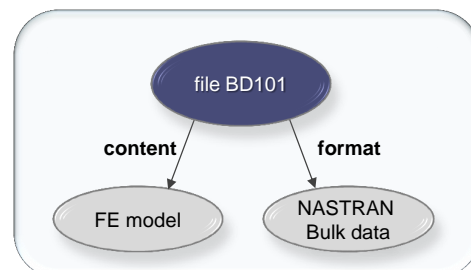 file BD101
content
format
FE model
NASTRAN
Bulk data